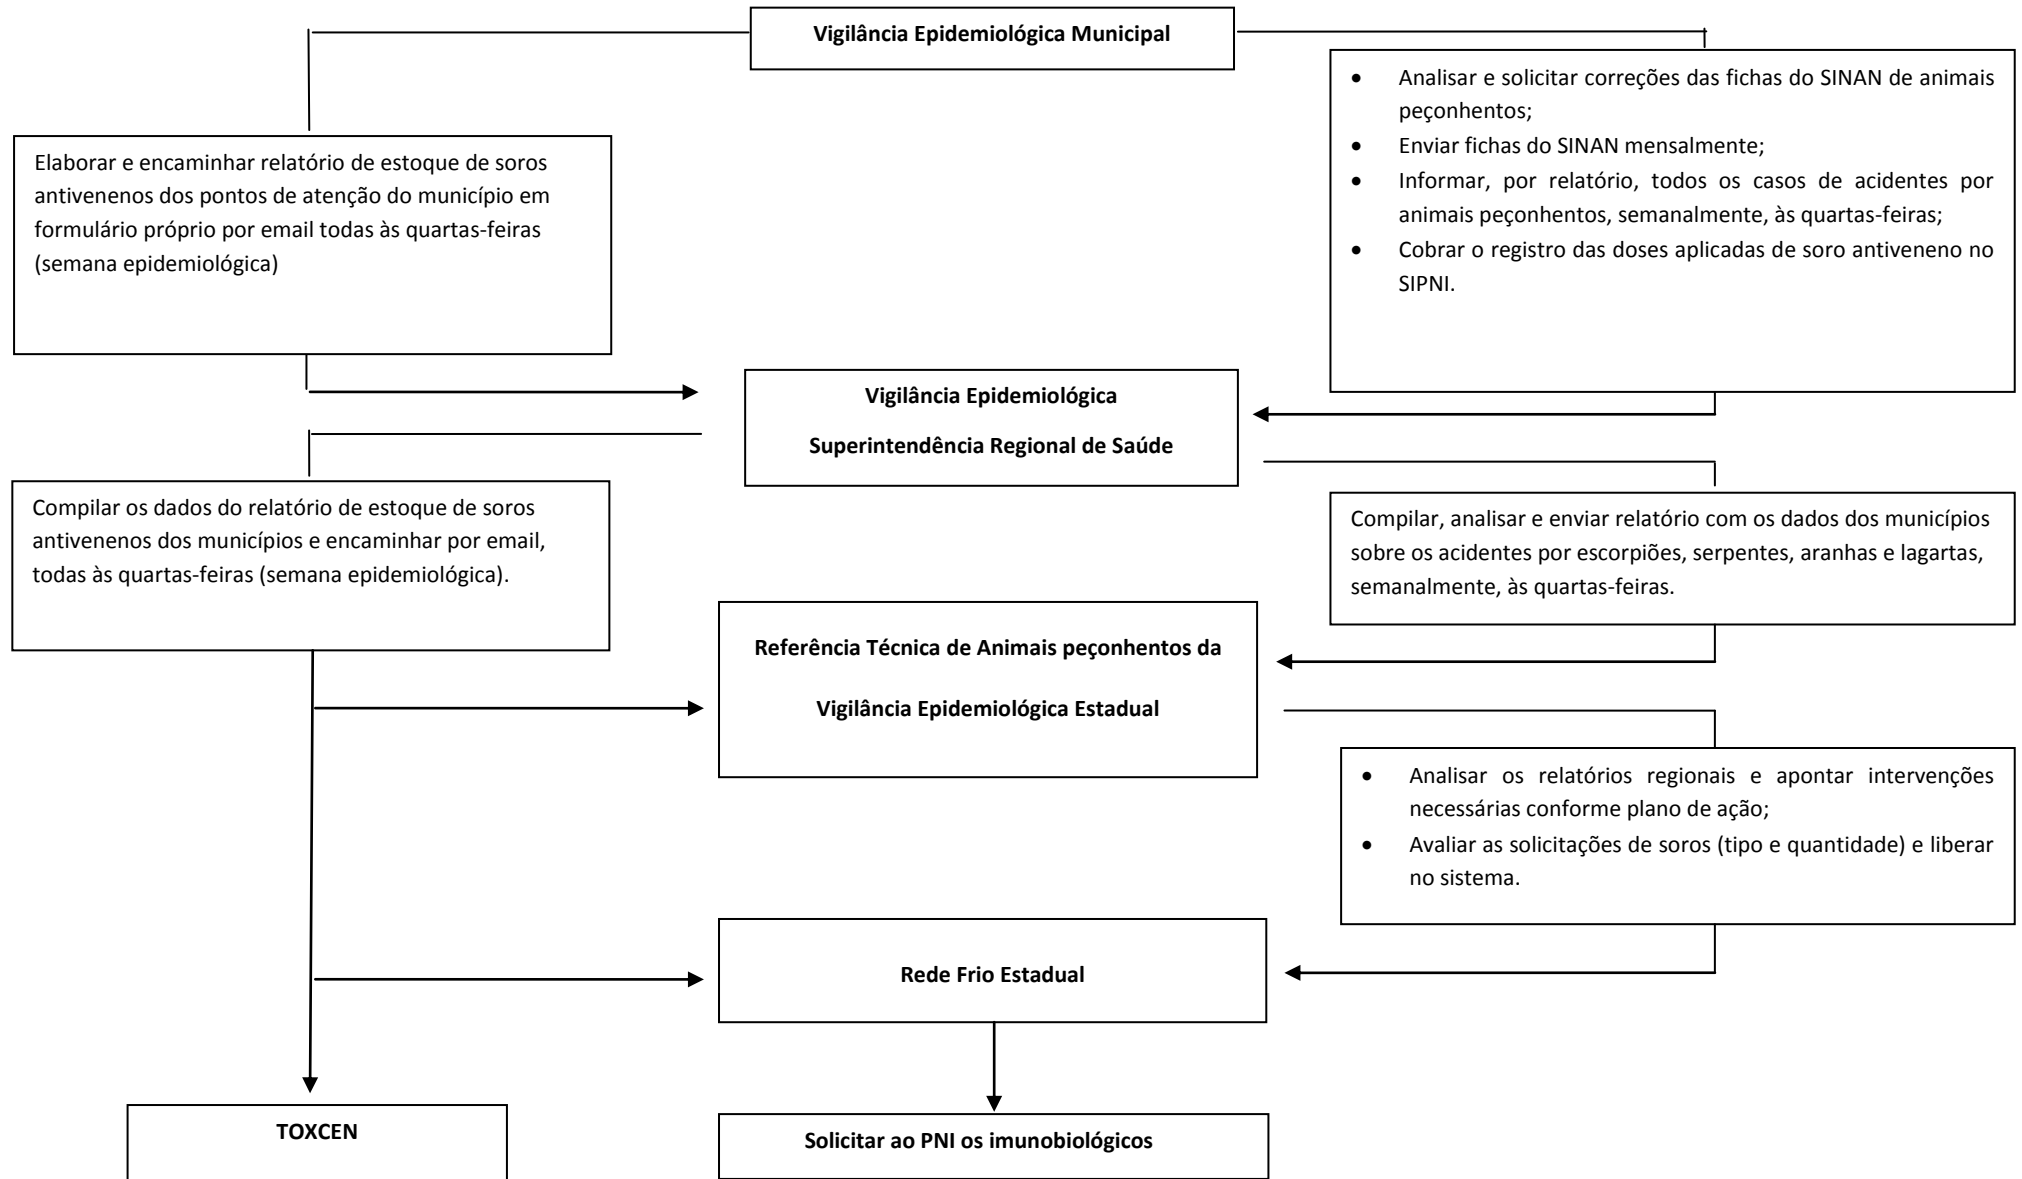 Vigilância Epidemiológica Municipal
Elaborar e encaminhar relatório de estoque de soros
antivenenos dos pontos de atenção do município em
formulário próprio por email todas às quartas-feiras
(semana epidemiológica)
• Analisar e solicitar correções das fichas do SINAN de animais
peçonhentos;
• Enviar fichas do SINAN mensalmente;
• Informar, por relatório, todos os casos de acidentes por
animais peçonhentos, semanalmente, às quartas-feiras;
• Cobrar o registro das doses aplicadas de soro antiveneno no
SIPNI.
Vigilância Epidemiológica
Superintendência Regional de Saúde
Compilar os dados do relatório de estoque de soros
antivenenos dos municípios e encaminhar por email,
todas às quartas-feiras (semana epidemiológica).
Compilar, analisar e enviar relatório com os dados dos municípios
sobre os acidentes por escorpiões, serpentes, aranhas e lagartas,
semanalmente, às quartas-feiras.
Referência Técnica de Animais peçonhentos da
Vigilância Epidemiológica Estadual
• Analisar os relatórios regionais e apontar intervenções
necessárias conforme plano de ação;
• Avaliar as solicitações de soros (tipo e quantidade) e liberar
no sistema.
Rede Frio Estadual
TOXCEN
Solicitar ao PNI os imunobiológicos